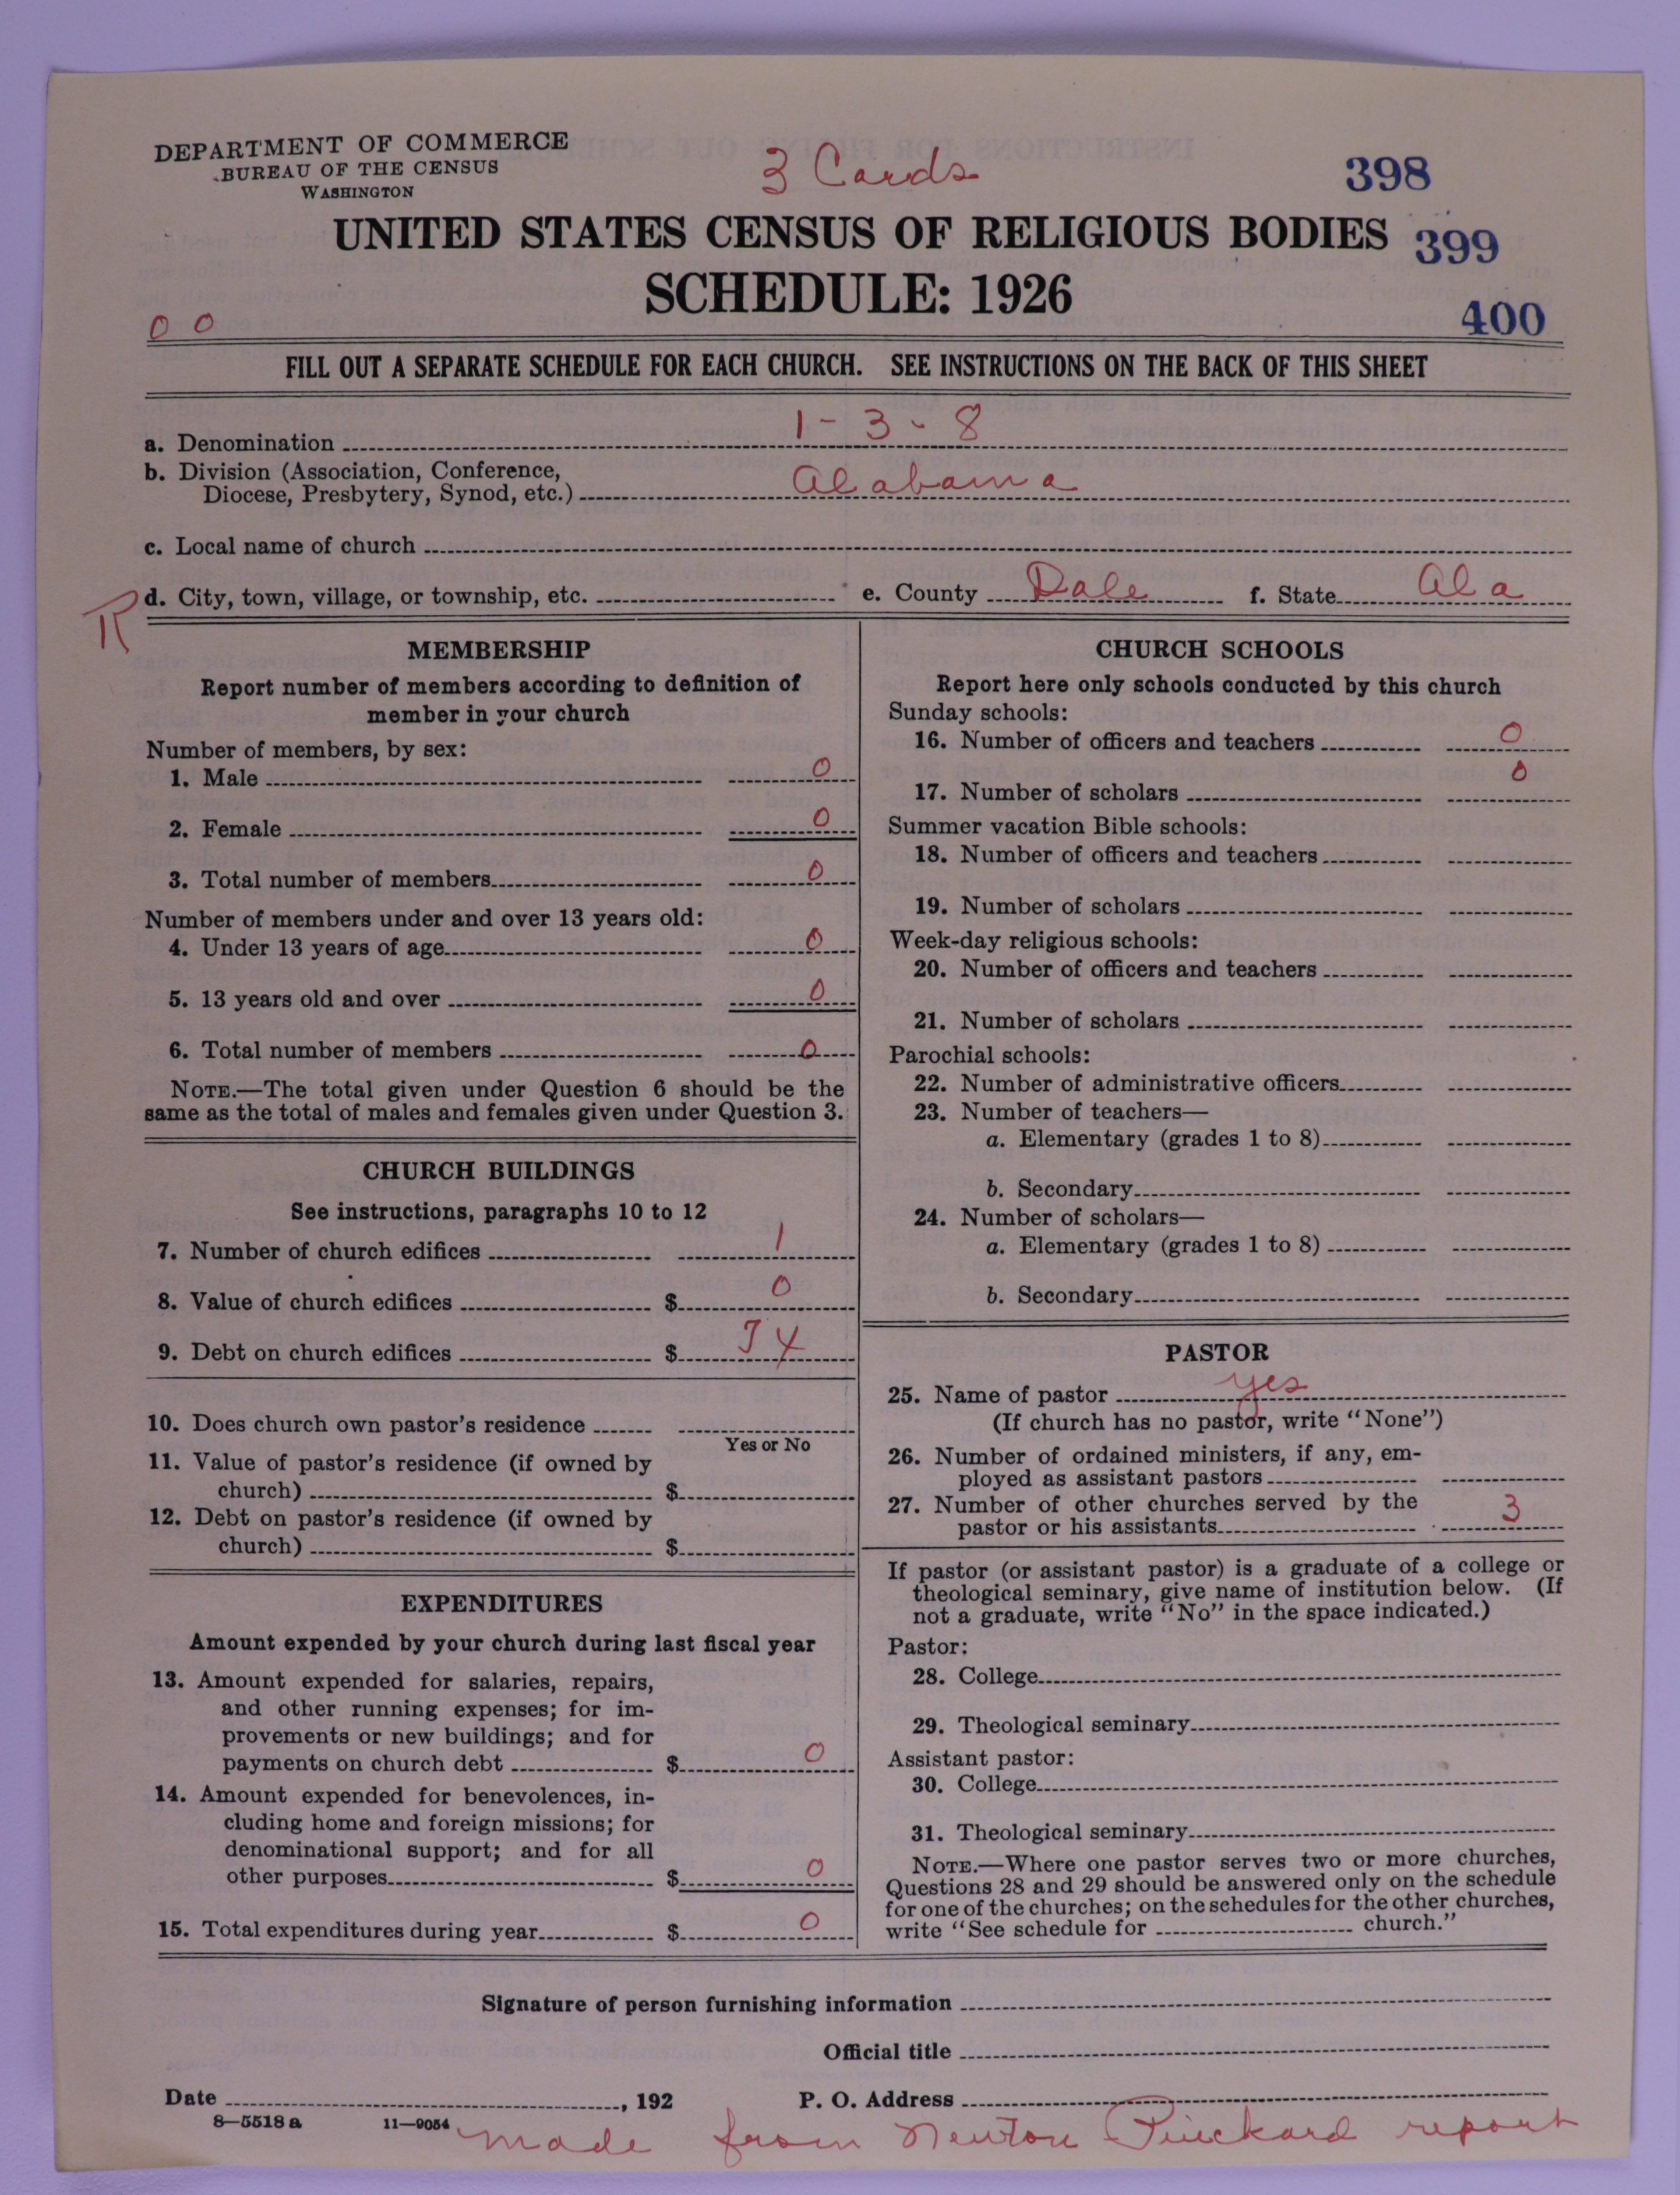 DEPARTMENT OF COMMERCE
BUREAU OF THE CENSUS
WASHINGTON
3 Cards
398
UNITED STATES CENSUS OF RELIGIOUS BODIES
399
SCHEDULE: 1926
400
0 0
FILL OUT A SEPARATE SCHEDULE FOR EACH CHURCH. SEE INSTRUCTIONS ON THE BACK OF THIS SHEET
a. Denomination 1 - 3 - 8
b. Division (Association, Conference,
Diocese, Presbytery, Synod, etc.) Alabama
c. Local name of church
R d. City, town, village, or township, etc. e. County Dale f. State Ala
MEMBERSHIP
Report number of members according to definition of
member in your church
Number of members, by sex:
1. Male 0
2. Female 0
3. Total number of members 0
Number of members under and over 13 years old:
4. Under 13 years of age 0
5. 13 years old and over 0
6. Total number of members 0
NOTE.—The total given under Question 6 should be the
same as the total of males and females given under Question 3.
CHURCH BUILDINGS
See instructions, paragraphs 10 to 12
7. Number of church edifices 1
8. Value of church edifices $ 0
9. Debt on church edifices $
10. Does church own pastor's residence
Yes or No
11. Value of pastor's residence (if owned by
church) $
12. Debt on pastor's residence (if owned by
church) $
EXPENDITURES
Amount expended by your church during last fiscal year
13. Amount expended for salaries, repairs,
and other running expenses; for im-
provements or new buildings; and for
payments on church debt $ 0
14. Amount expended for benevolences, in-
cluding home and foreign missions; for
denominational support; and for all
other purposes $ 0
15. Total expenditures during year $ 0
CHURCH SCHOOLS
Report here only schools conducted by this church
Sunday schools:
16. Number of officers and teachers 0
17. Number of scholars 0
Summer vacation Bible schools:
18. Number of officers and teachers
19. Number of scholars
Week-day religious schools:
20. Number of officers and teachers
21. Number of scholars
Parochial schools:
22. Number of administrative officers
23. Number of teachers—
a. Elementary (grades 1 to 8)
b. Secondary
24. Number of scholars—
a. Elementary (grades 1 to 8)
b. Secondary
PASTOR
25. Name of pastor yes
(If church has no pastor, write "None")
26. Number of ordained ministers, if any, em-
ployed as assistant pastors
27. Number of other churches served by the
pastor or his assistants 3
If pastor (or assistant pastor) is a graduate of a college or
theological seminary, give name of institution below. (If
not a graduate, write "No" in the space indicated.)
Pastor:
28. College
29. Theological seminary
Assistant pastor:
30. College
31. Theological seminary
NOTE.—Where one pastor serves two or more churches,
Questions 28 and 29 should be answered only on the schedule
for one of the churches; on the schedules for the other churches,
write "See schedule for church."
Signature of person furnishing information
Official title
Date , 192 P. O. Address
8—5518 a 11—9054
made from Newton Pinckard report